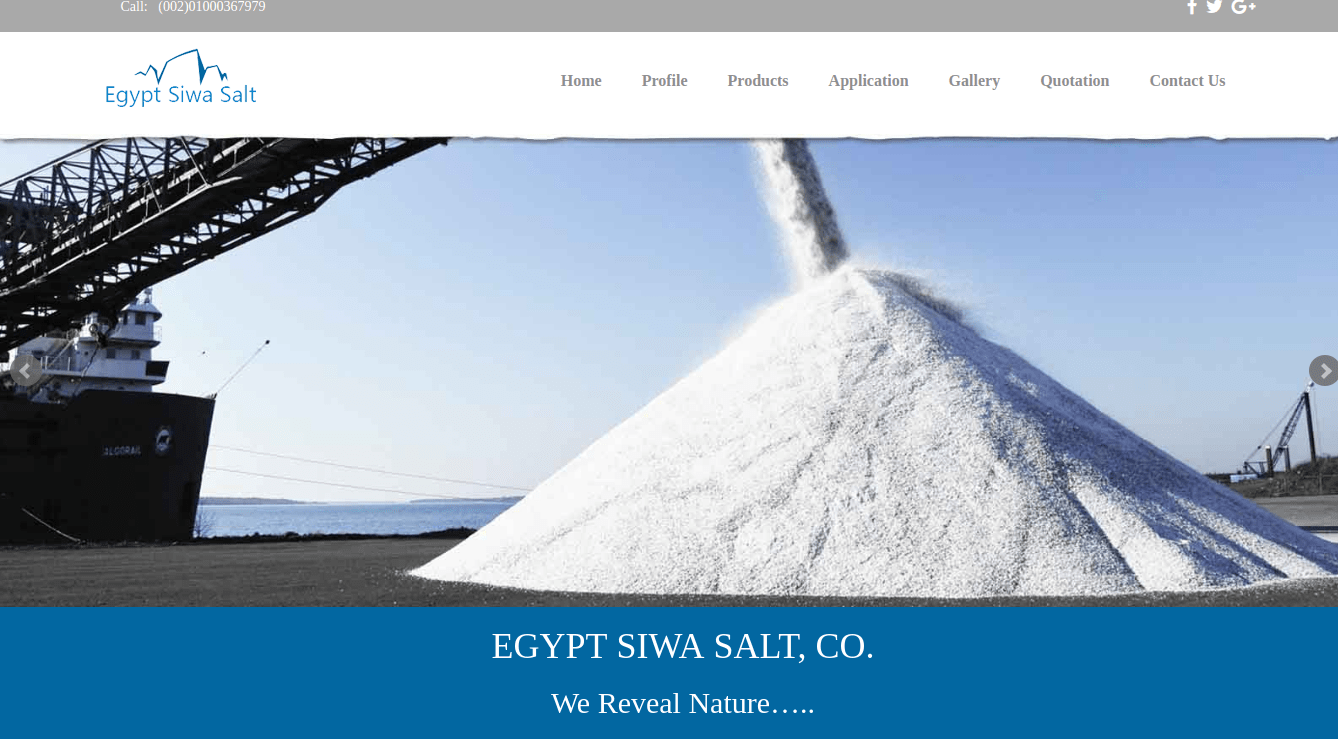 Call: (002)01000367979
Egypt Siwa Salt
Home Profile Products Application Gallery Quotation Contact Us
ALGORAIL
EGYPT SIWA SALT, CO.
We Reveal Nature…..